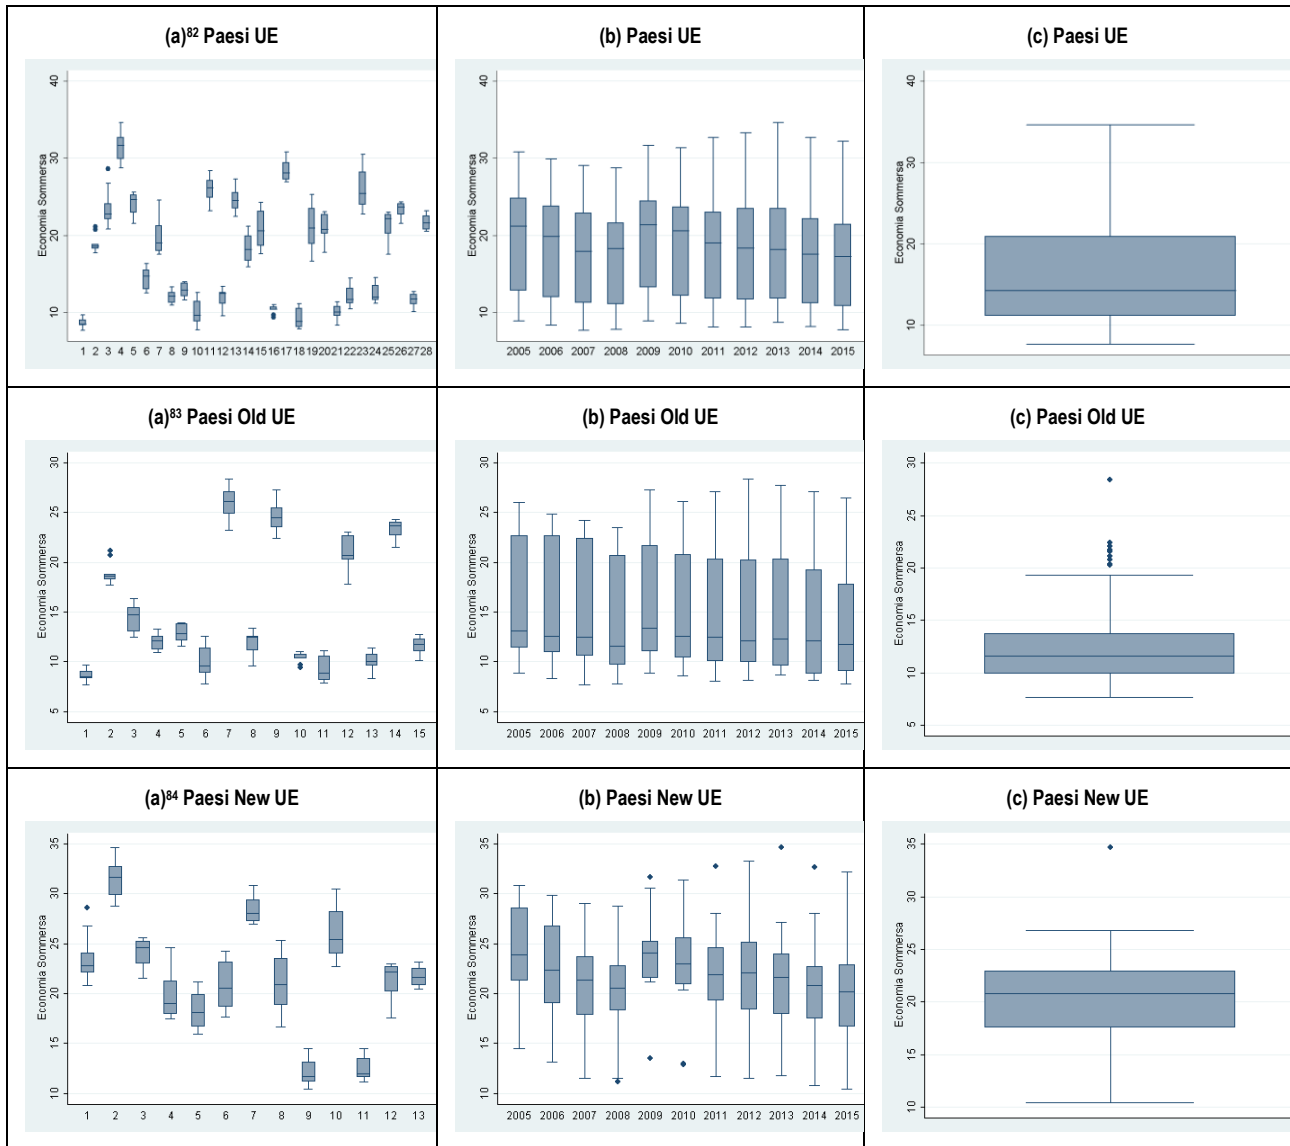 (a)⁸² Paesi UE
Economia Sommersa
40
30
20
10
1 2 3 4 5 6 7 8 9 10 11 12 13 14 15 16 17 18 19 20 21 22 23 24 25 26 27 28
(b) Paesi UE
Economia Sommersa
40
30
20
10
2005 2006 2007 2008 2009 2010 2011 2012 2013 2014 2015
(c) Paesi UE
Economia Sommersa
40
30
20
10
(a)⁸³ Paesi Old UE
Economia Sommersa
30
25
20
15
10
5
1 2 3 4 5 6 7 8 9 10 11 12 13 14 15
(b) Paesi Old UE
Economia Sommersa
30
25
20
15
10
5
2005 2006 2007 2008 2009 2010 2011 2012 2013 2014 2015
(c) Paesi Old UE
Economia Sommersa
30
25
20
15
10
5
(a)⁸⁴ Paesi New UE
Economia Sommersa
35
30
25
20
15
10
1 2 3 4 5 6 7 8 9 10 11 12 13
(b) Paesi New UE
Economia Sommersa
35
30
25
20
15
10
2005 2006 2007 2008 2009 2010 2011 2012 2013 2014 2015
(c) Paesi New UE
Economia Sommersa
35
30
25
20
15
10